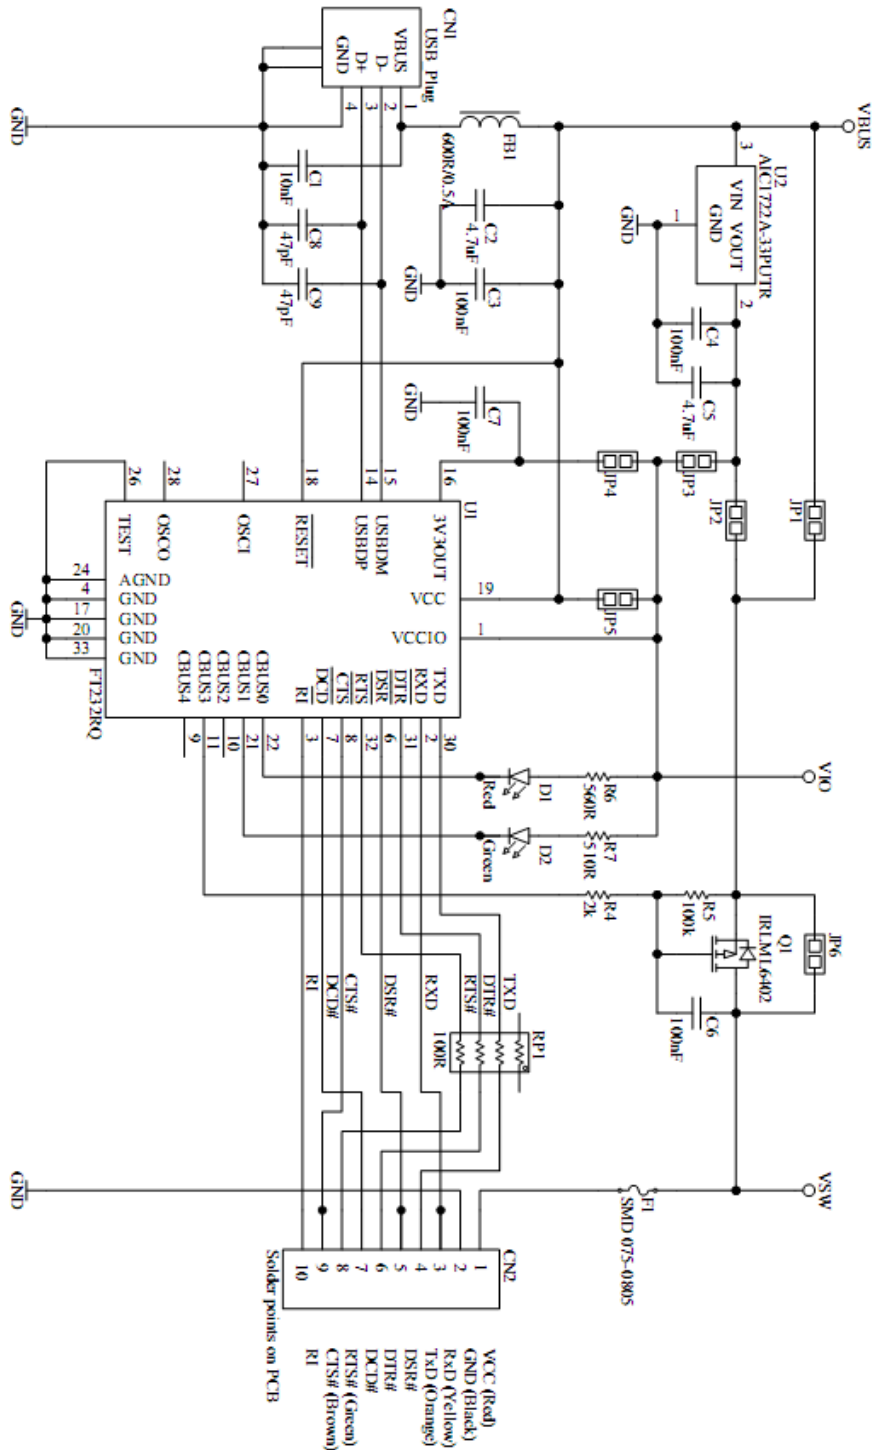 CN1
USB Plug
VBUS
D-
D+
GND
1
2
3
4
GND
C1
10nF
C8
47pF
C9
47pF
FB1
600R/0.5A
C2
4.7uF
C3
100nF
GND
VBUS
U2
AIC1722A-33PUTR
VIN VOUT
GND
3
1
2
GND
C4
100nF
C5
4.7uF
C7
100nF
GND
JP4
JP3
JP2
JP1
JP5
U1
FT232RQ
26
28
27
18
14
15
16
TEST
OSCO
OSCI
RESET
USBDP
USBDM
3V3OUT
VCC
19
VCCIO
1
24
4
17
20
33
AGND
GND
GND
GND
GND
GND
CBUS4
CBUS3
CBUS2
CBUS1
CBUS0
RI
DCD
CTS
RTS
DSR
DTR
RXD
TXD
9
11
10
21
22
3
7
8
32
6
31
2
30
Red
D1
R6
560R
Green
D2
R7
510R
VIO
R4
2k
R5
100k
Q1
IRLML6402
JP6
C6
100nF
RI
DCD#
CTS#
DSR#
RXD
RTS#
DTR#
TXD
RP1
100R
VSW
F1
SMD 075-0805
GND
CN2
1
2
3
4
5
6
7
8
9
10
Solder points on PCB
VCC (Red)
GND (Black)
RxD (Yellow)
TxD (Orange)
DSR#
DTR#
DCD#
RTS# (Green)
CTS# (Brown)
RI